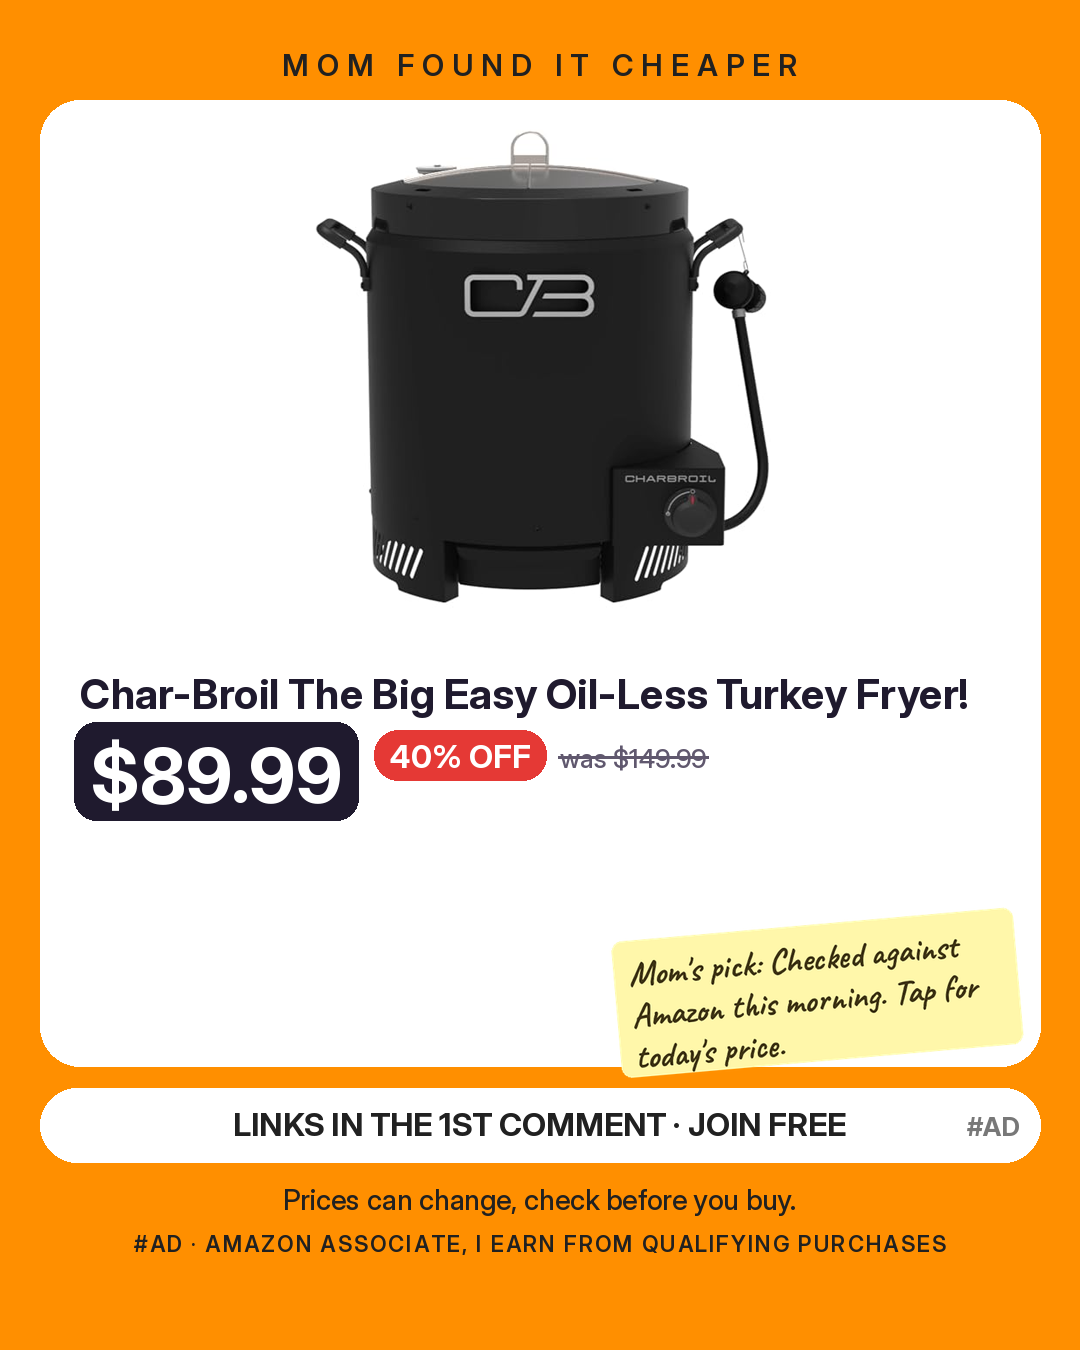 MOM FOUND IT CHEAPER
CB
CHARBROIL
Char-Broil The Big Easy Oil-Less Turkey Fryer!
$89.99
40% OFF
was $149.99
Mom's pick: Checked against
Amazon this morning. Tap for
today's price.
LINKS IN THE 1ST COMMENT · JOIN FREE
#AD
Prices can change, check before you buy.
#AD · AMAZON ASSOCIATE, I EARN FROM QUALIFYING PURCHASES